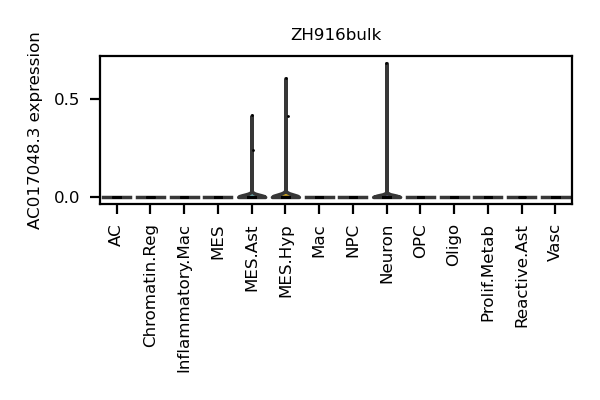 ZH916bulk
AC017048.3 expression
0.5
0.0
AC
Chromatin.Reg
Inflammatory.Mac
MES
MES.Ast
MES.Hyp
Mac
NPC
Neuron
OPC
Oligo
Prolif.Metab
Reactive.Ast
Vasc